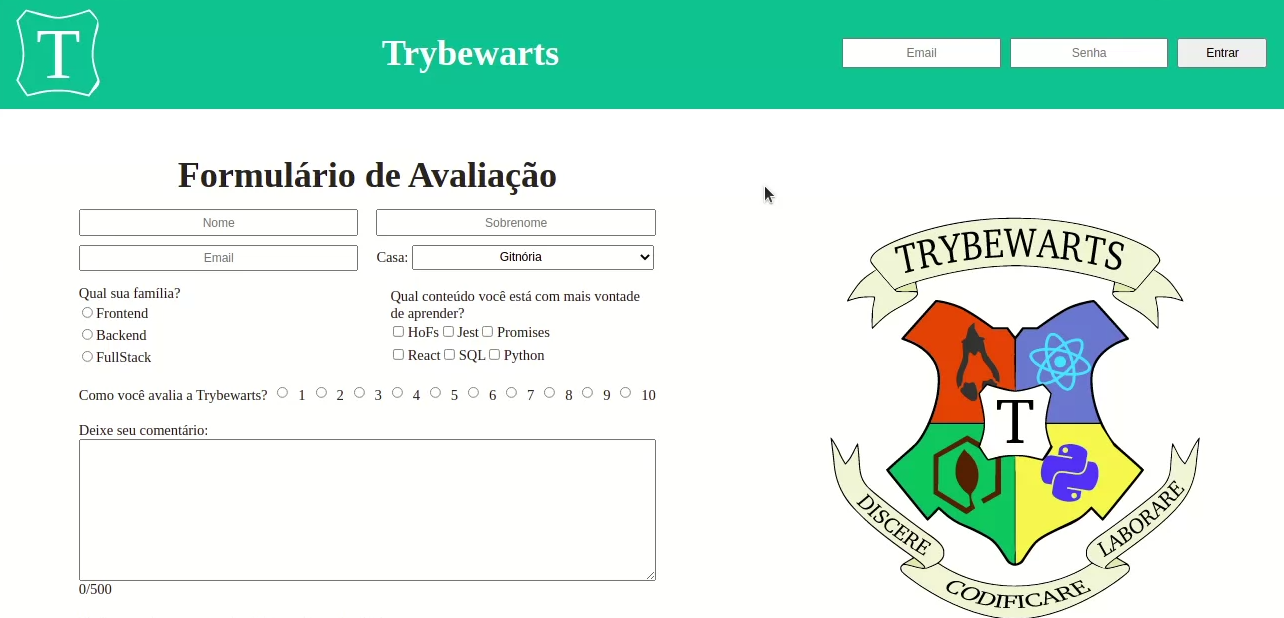 T
Trybewarts
Email
Senha
Entrar
Formulário de Avaliação
Nome
Sobrenome
Email
Casa: Gitnória
Qual sua família?
Frontend
Backend
FullStack
Qual conteúdo você está com mais vontade
de aprender?
HoFs Jest Promises
React SQL Python
Como você avalia a Trybewarts? 1 2 3 4 5 6 7 8 9 10
Deixe seu comentário:
0/500
TRYBEWARTS
T
DISCERE
LABORARE
CODIFICARE